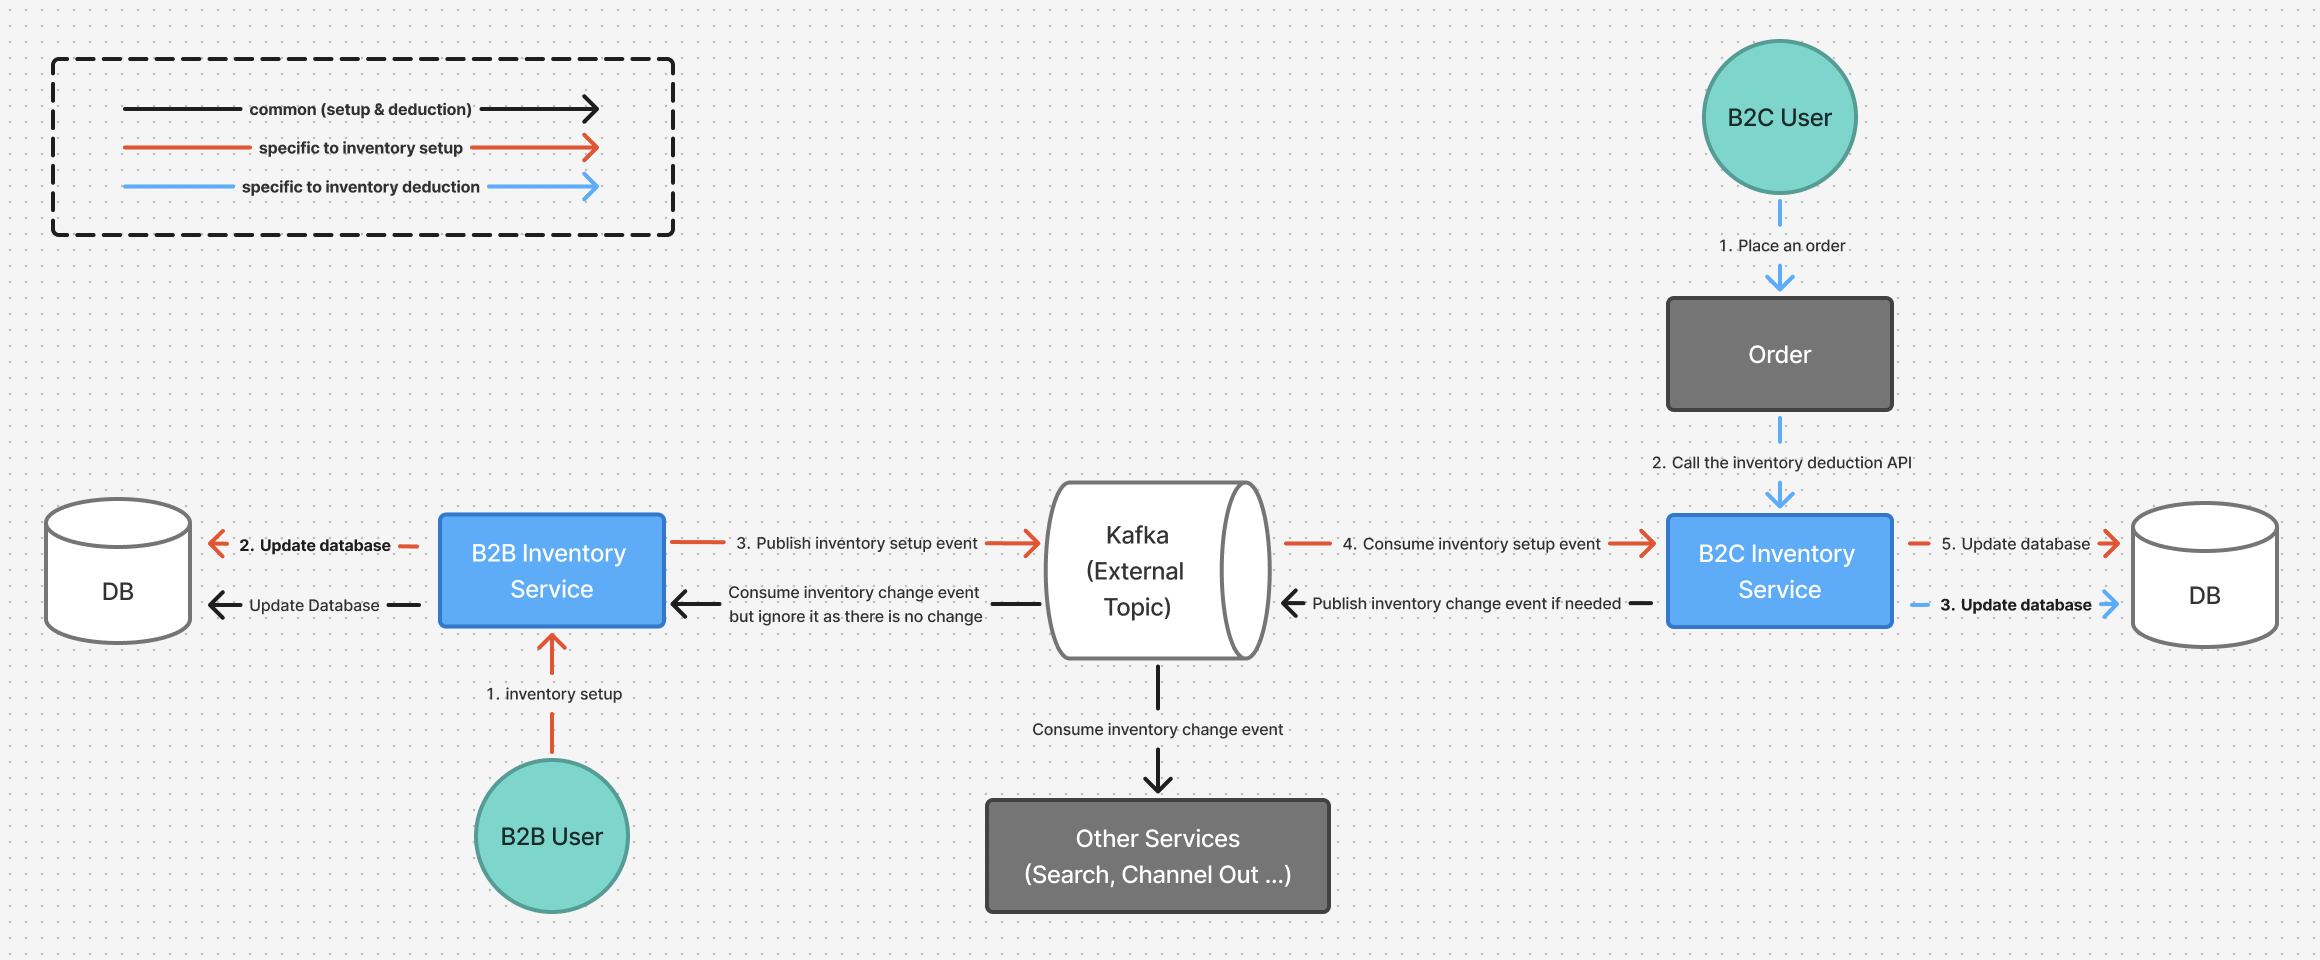 common (setup & deduction)
specific to inventory setup
specific to inventory deduction
B2C User
1. Place an order
Order
2. Call the inventory deduction API
DB
2. Update database
Update Database
B2B Inventory
Service
3. Publish inventory setup event
Consume inventory change event
but ignore it as there is no change
Kafka
(External
Topic)
4. Consume inventory setup event
Publish inventory change event if needed
B2C Inventory
Service
5. Update database
3. Update database
DB
1. inventory setup
B2B User
Consume inventory change event
Other Services
(Search, Channel Out ...)